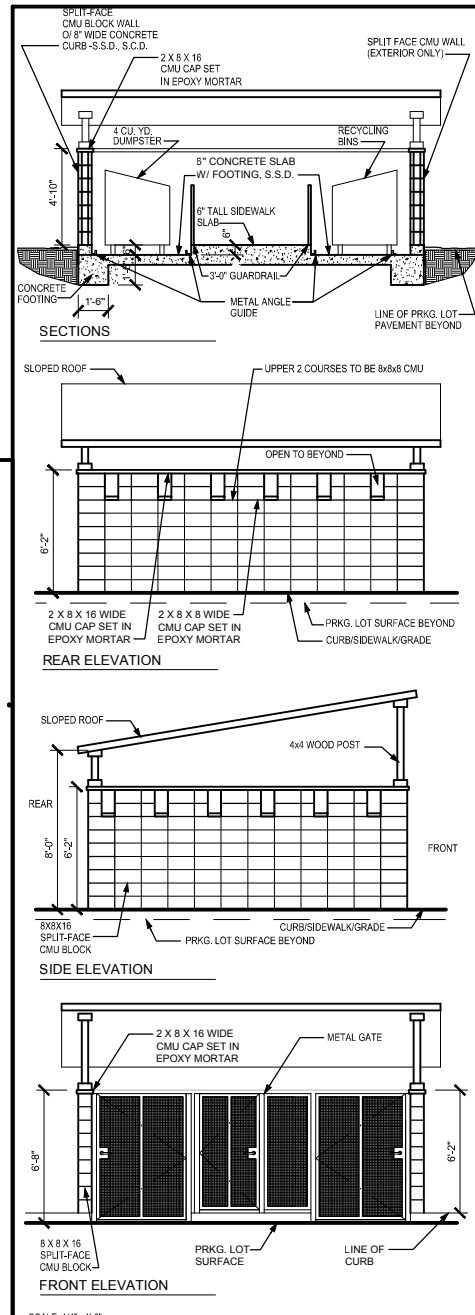 SPLIT-FACE
CMU BLOCK WALL
O/ 8" WIDE CONCRETE
CURB -S.S.D., S.C.D.
2 X 8 X 16
CMU CAP SET
IN EPOXY MORTAR
SPLIT FACE CMU WALL
(EXTERIOR ONLY)
4 CU. YD.
DUMPSTER
RECYCLING
BINS
6" CONCRETE SLAB
W/ FOOTING, S.S.D.
4'-10"
6" TALL SIDEWALK
SLAB
6"
3'-0" GUARDRAIL
CONCRETE
FOOTING
1'-6"
METAL ANGLE
GUIDE
LINE OF PRKG. LOT
PAVEMENT BEYOND
SECTIONS
SLOPED ROOF
UPPER 2 COURSES TO BE 8x8x8 CMU
OPEN TO BEYOND
6'-2"
2 X 8 X 16 WIDE
CMU CAP SET IN
EPOXY MORTAR
2 X 8 X 8 WIDE
CMU CAP SET IN
EPOXY MORTAR
PRKG. LOT SURFACE BEYOND
CURB/SIDEWALK/GRADE
REAR ELEVATION
SLOPED ROOF
4x4 WOOD POST
REAR
8'-0"
6'-2"
FRONT
8X8X16
SPLIT-FACE
CMU BLOCK
PRKG. LOT SURFACE BEYOND
CURB/SIDEWALK/GRADE
SIDE ELEVATION
2 X 8 X 16 WIDE
CMU CAP SET IN
EPOXY MORTAR
METAL GATE
6'-8"
6'-2"
8 X 8 X 16
SPLIT-FACE
CMU BLOCK
PRKG. LOT
SURFACE
LINE OF
CURB
FRONT ELEVATION